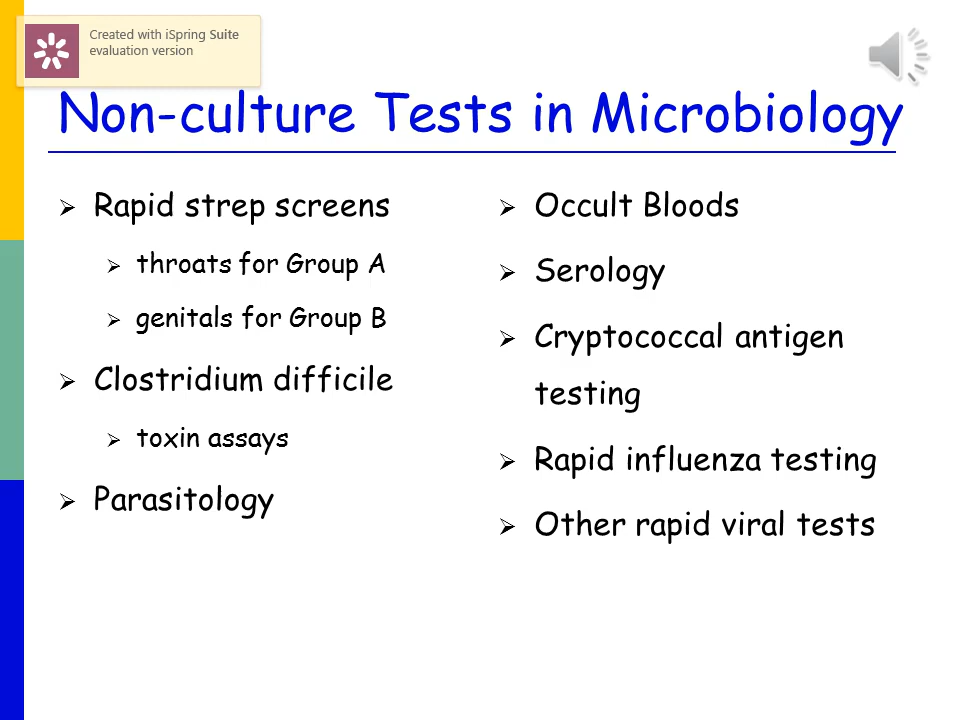 Created with iSpring Suite
evaluation version
Non-culture Tests in Microbiology
Rapid strep screens
throats for Group A
genitals for Group B
Clostridium difficile
toxin assays
Parasitology
Occult Bloods
Serology
Cryptococcal antigen
testing
Rapid influenza testing
Other rapid viral tests